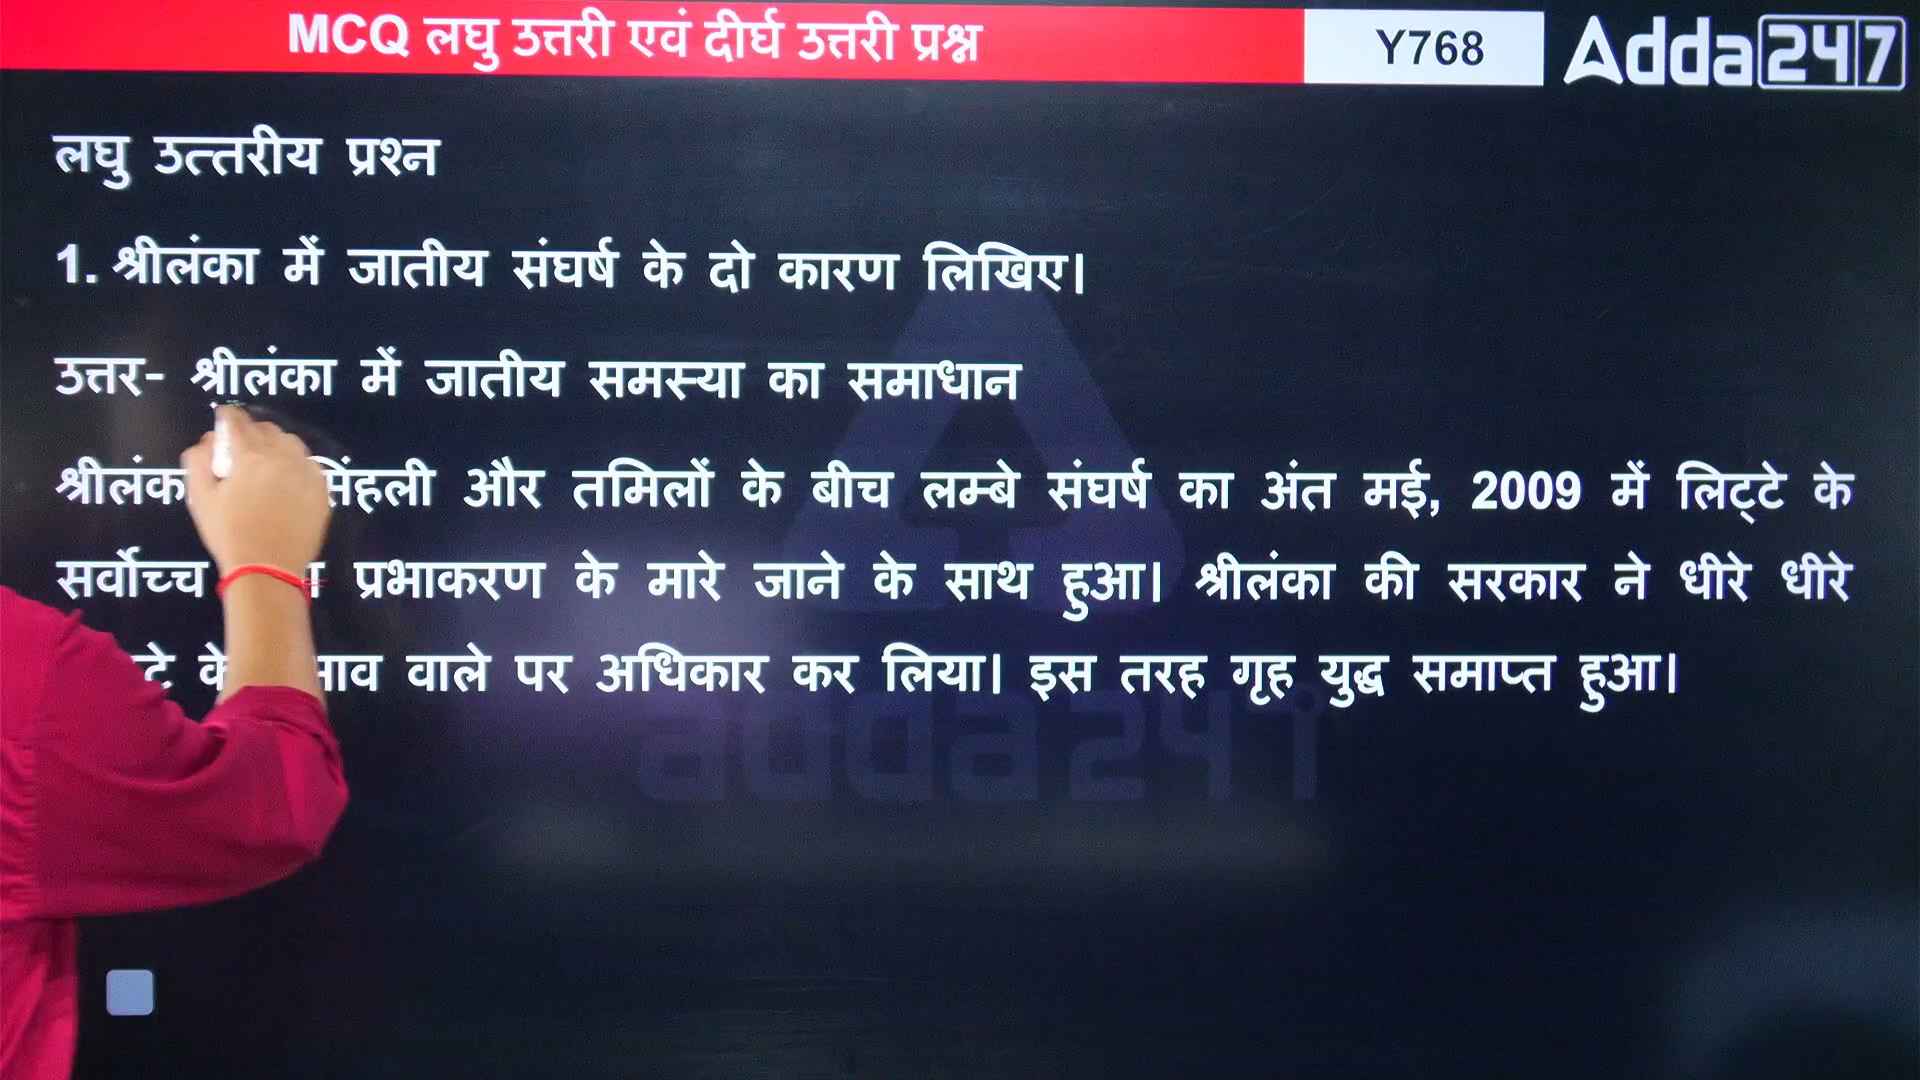 MCQ लघु उत्तरी एवं दीर्घ उत्तरी प्रश्न
Y768
Adda247
लघु उत्तरीय प्रश्न
1. श्रीलंका में जातीय संघर्ष के दो कारण लिखिए।
उत्तर- श्रीलंका में जातीय समस्या का समाधान
सिंहली और तमिलों के बीच लम्बे संघर्ष का अंत मई, 2009 में लिट्टे के
सर्वोच्च प्रभाकरण के मारे जाने के साथ हुआ। श्रीलंका की सरकार ने धीरे धीरे
वाले पर अधिकार कर लिया। इस तरह गृह युद्ध समाप्त हुआ।
adda247